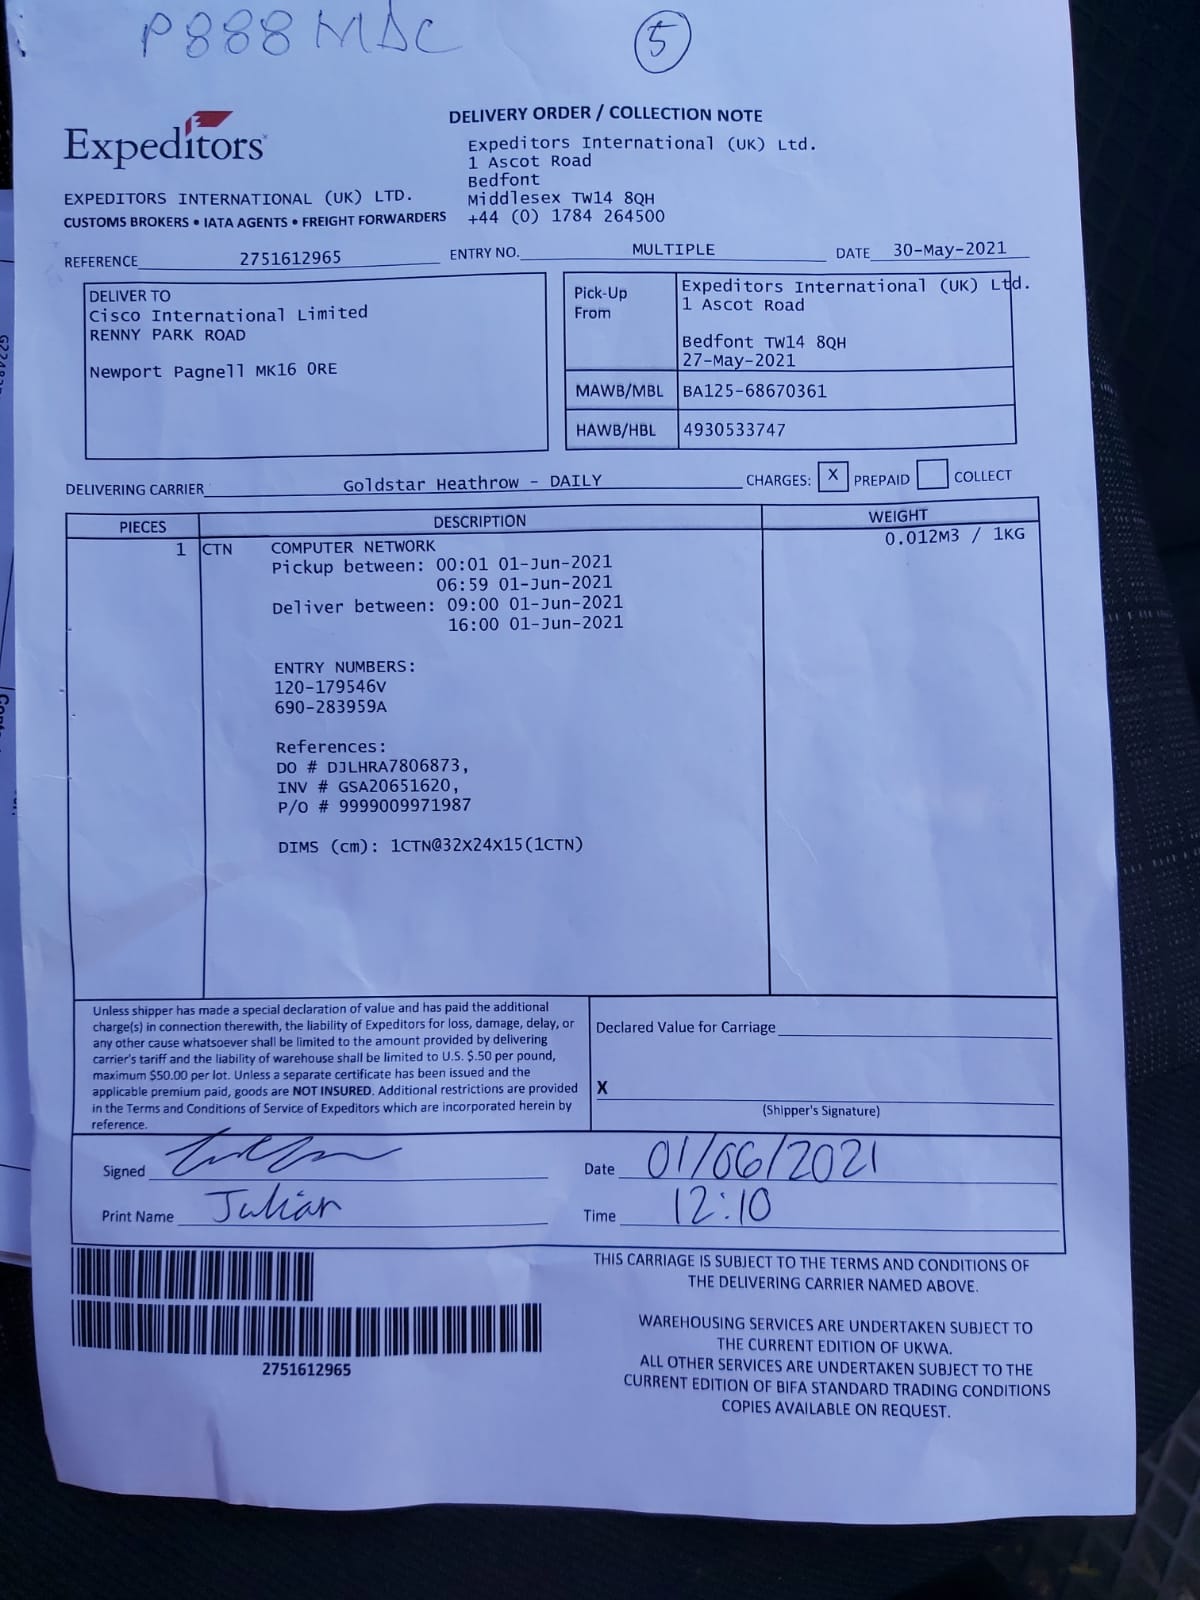 P888 MDC
5
Expeditors
DELIVERY ORDER / COLLECTION NOTE
Expeditors International (UK) Ltd.
1 Ascot Road
Bedfont
Middlesex TW14 8QH
+44 (0) 1784 264500
EXPEDITORS INTERNATIONAL (UK) LTD.
CUSTOMS BROKERS • IATA AGENTS • FREIGHT FORWARDERS
REFERENCE 2751612965 ENTRY NO. MULTIPLE DATE 30-May-2021
DELIVER TO
Cisco International Limited
RENNY PARK ROAD
Newport Pagnell MK16 0RE
Pick-Up From
Expeditors International (UK) Ltd.
1 Ascot Road
Bedfont TW14 8QH
27-May-2021
MAWB/MBL BA125-68670361
HAWB/HBL 4930533747
DELIVERING CARRIER Goldstar Heathrow - DAILY CHARGES: X PREPAID COLLECT
PIECES DESCRIPTION WEIGHT
1 CTN COMPUTER NETWORK 0.012M3 / 1KG
Pickup between: 00:01 01-Jun-2021
06:59 01-Jun-2021
Deliver between: 09:00 01-Jun-2021
16:00 01-Jun-2021
ENTRY NUMBERS:
120-179546V
690-283959A
References:
DO # DJLHRA7806873,
INV # GSA20651620,
P/O # 9999009971987
DIMS (cm): 1CTN@32X24X15(1CTN)
Unless shipper has made a special declaration of value and has paid the additional
charge(s) in connection therewith, the liability of Expeditors for loss, damage, delay, or
any other cause whatsoever shall be limited to the amount provided by delivering
carrier's tariff and the liability of warehouse shall be limited to U.S. $.50 per pound,
maximum $50.00 per lot. Unless a separate certificate has been issued and the
applicable premium paid, goods are NOT INSURED. Additional restrictions are provided
in the Terms and Conditions of Service of Expeditors which are incorporated herein by
reference.
Declared Value for Carriage
X
(Shipper's Signature)
Signed
Date 01/06/2021
Print Name Julian
Time 12:10
2751612965
THIS CARRIAGE IS SUBJECT TO THE TERMS AND CONDITIONS OF
THE DELIVERING CARRIER NAMED ABOVE.
WAREHOUSING SERVICES ARE UNDERTAKEN SUBJECT TO
THE CURRENT EDITION OF UKWA.
ALL OTHER SERVICES ARE UNDERTAKEN SUBJECT TO THE
CURRENT EDITION OF BIFA STANDARD TRADING CONDITIONS
COPIES AVAILABLE ON REQUEST.